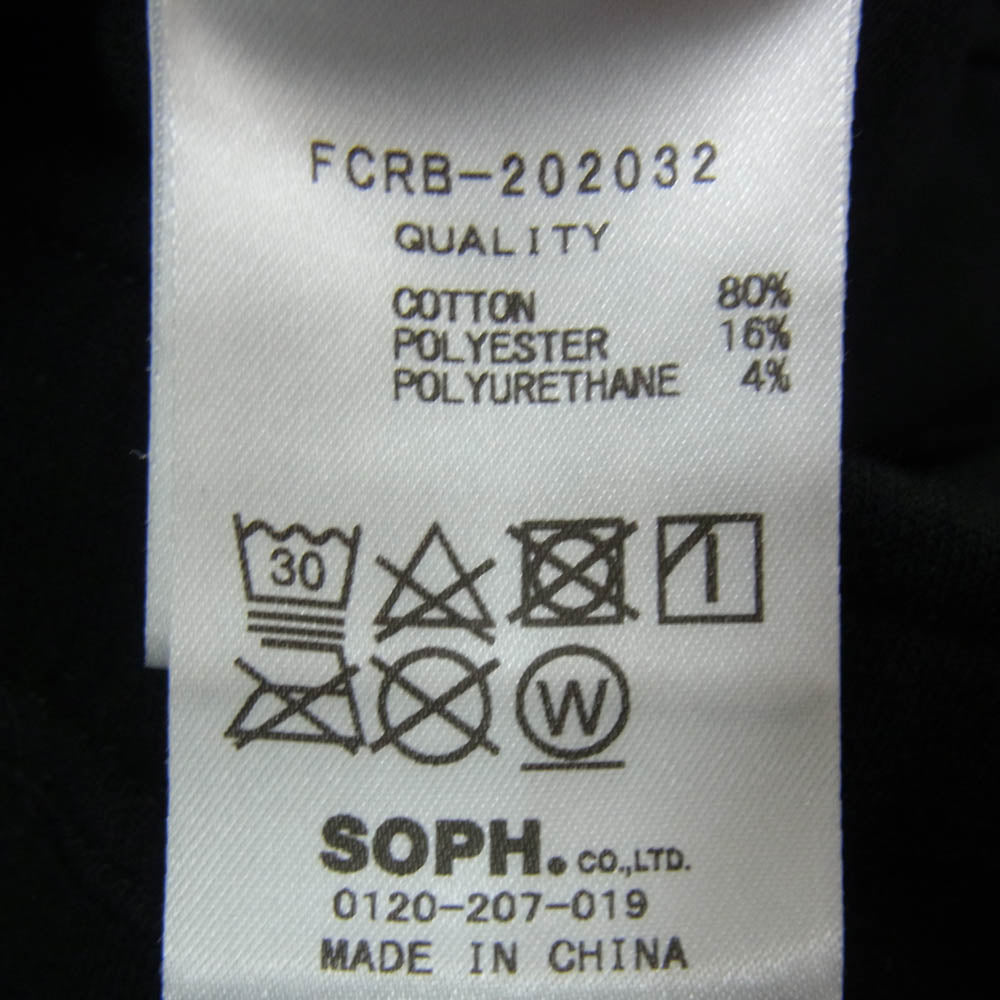 FCRB-202032
QUALITY
COTTON 80%
POLYESTER 16%
POLYURETHANE 4%
30
W
SOPH. CO.,LTD.
0120-207-019
MADE IN CHINA